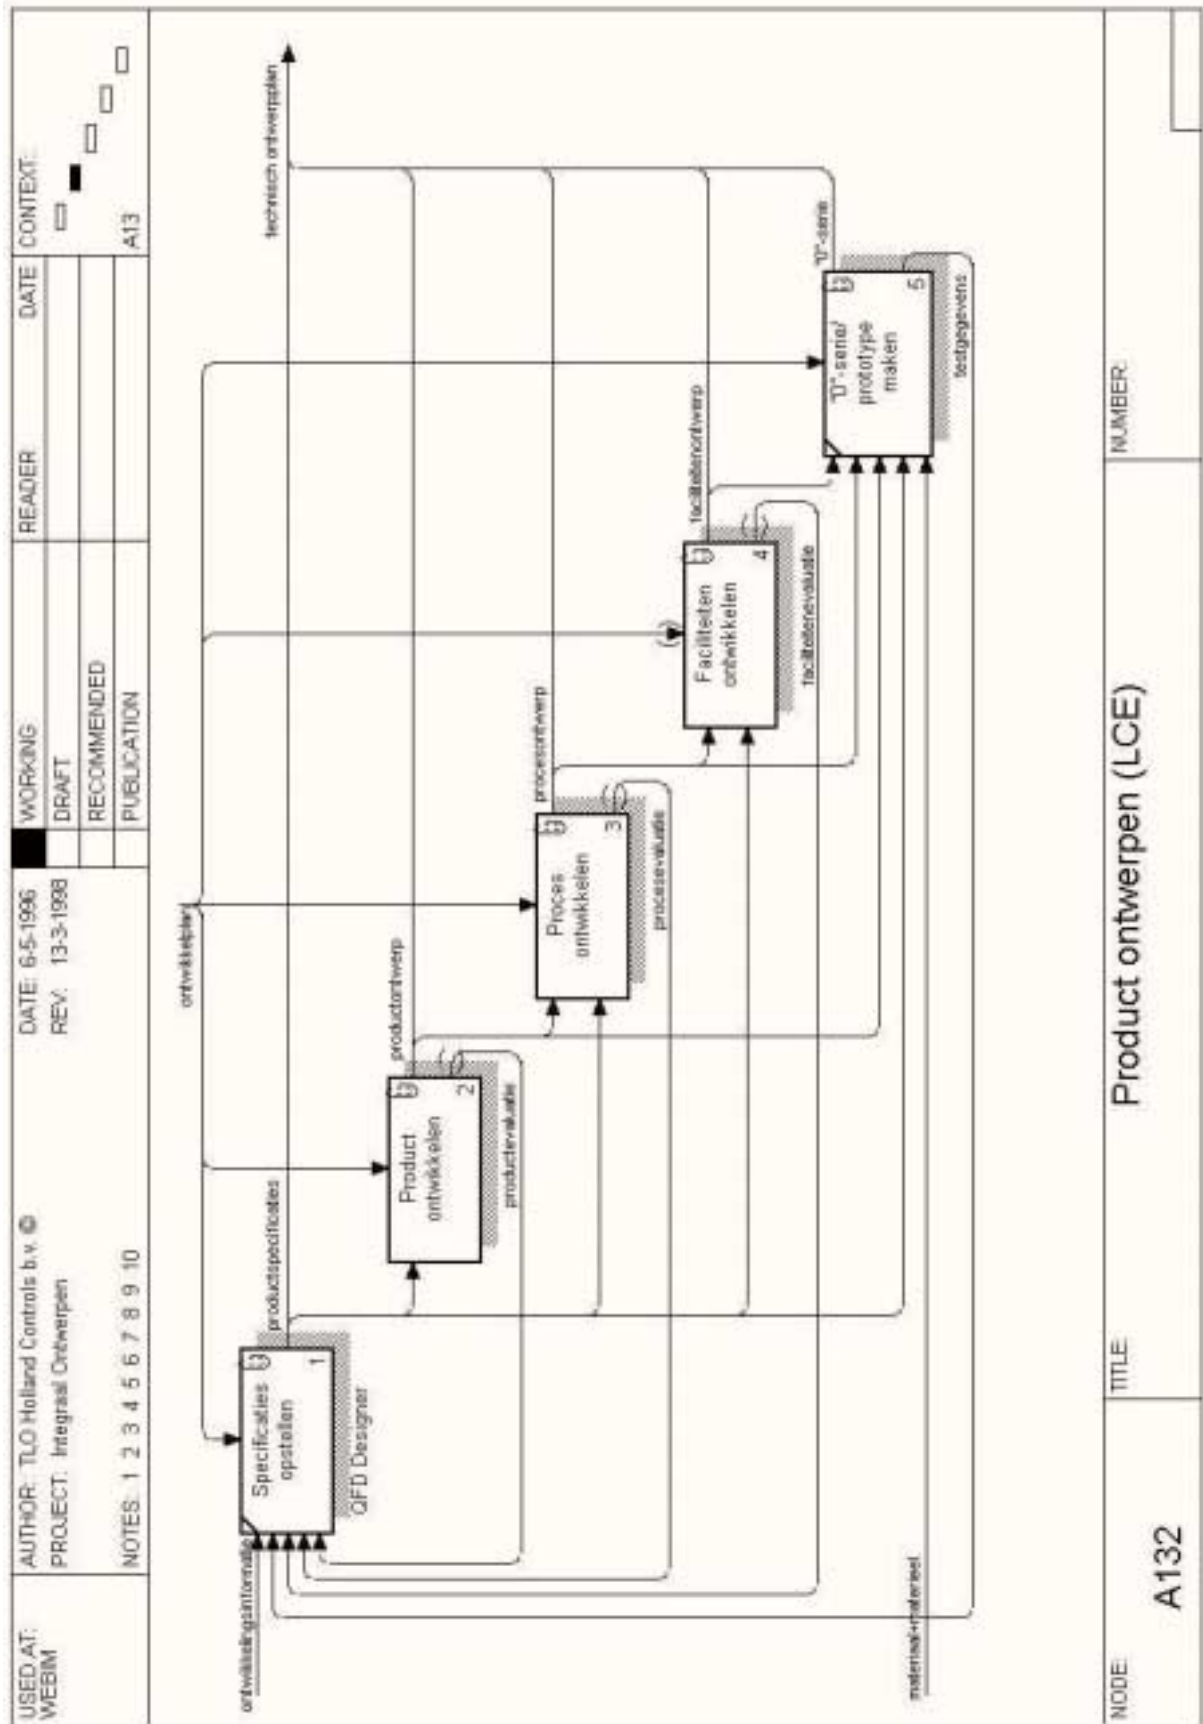 USED AT:
WEBIM
AUTHOR: TLO Holland Controls b.v. ©
PROJECT: Integraal Ontwerpen
NOTES: 1 2 3 4 5 6 7 8 9 10
DATE: 6-5-1996
REV: 13-3-1998
WORKING
DRAFT
RECOMMENDED
PUBLICATION
READER
DATE
CONTEXT:
A13
ontwikkelplan
technisch ontwerpplan
ontwikkelingsinformatie
Specificaties
opstellen
1
QFD Designer
productspecificaties
Product
ontwikkelen
2
productontwerp
productevaluatie
Proces
ontwikkelen
3
procesontwerp
procesevaluatie
Faciliteiten
ontwikkelen
4
faciliteitenontwerp
faciliteitenevaluatie
"0"-serie/
prototype
maken
5
"0"-serie
testgegevens
materiaal+materieel
NODE:
A132
TITLE:
Product ontwerpen (LCE)
NUMBER: